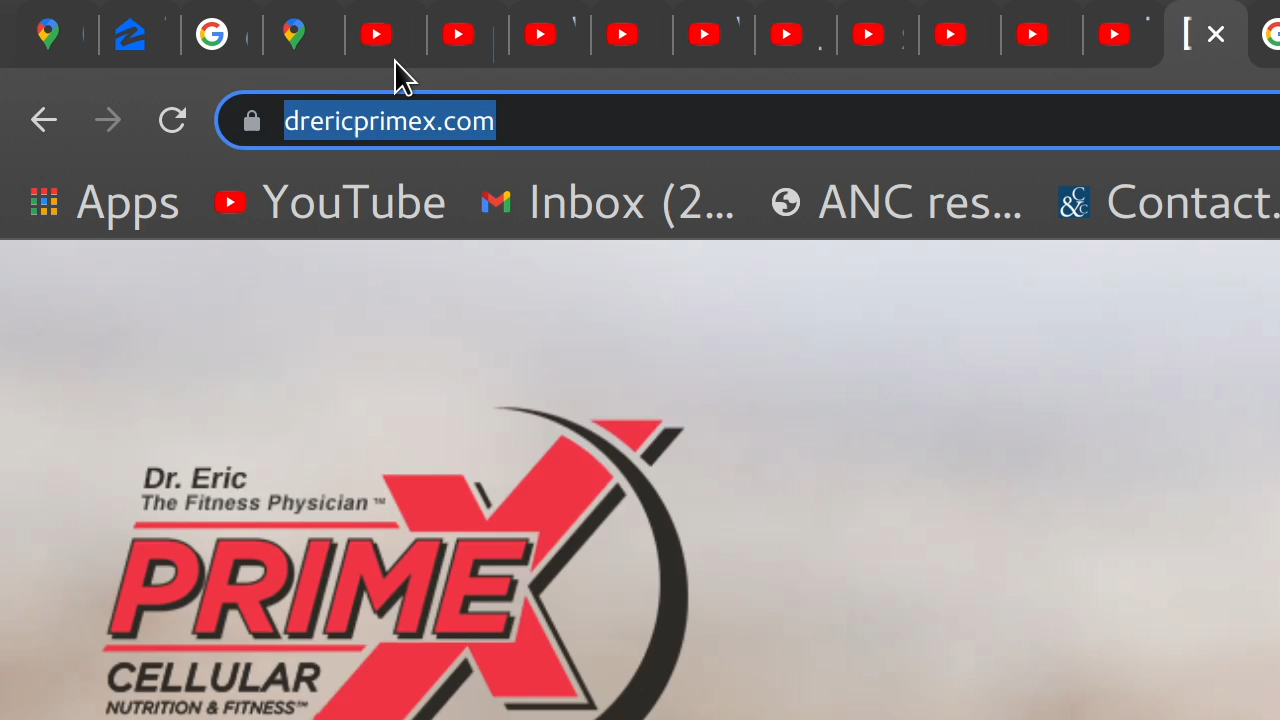 drericprimex.com
Apps YouTube Inbox (2... ANC res... Contact.
Dr. Eric
The Fitness Physician™
PRIME X
CELLULAR
NUTRITION & FITNESS™